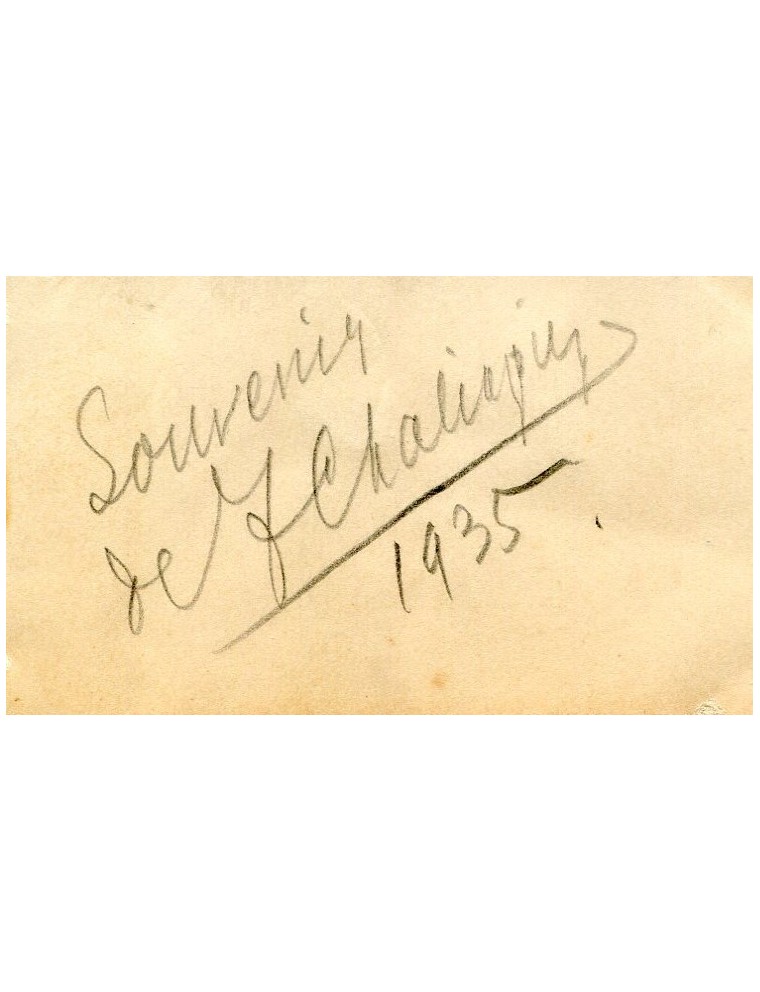 Souvenir
de F Chaliapin
1935.